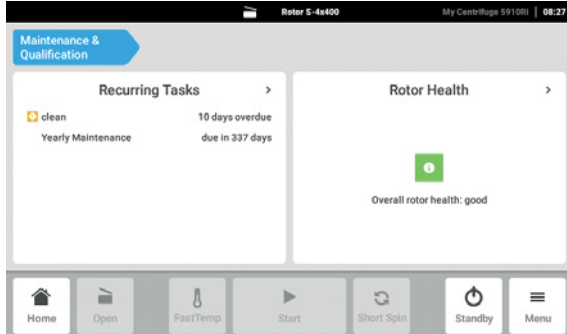 Rotor S-4x400
My Centrifuge 5910Ri | 08:27
Maintenance &
Qualification
Recurring Tasks >
clean 10 days overdue
Yearly Maintenance due in 337 days
Rotor Health >
Overall rotor health: good
Home
Open
FastTemp
Start
Short Spin
Standby
Menu